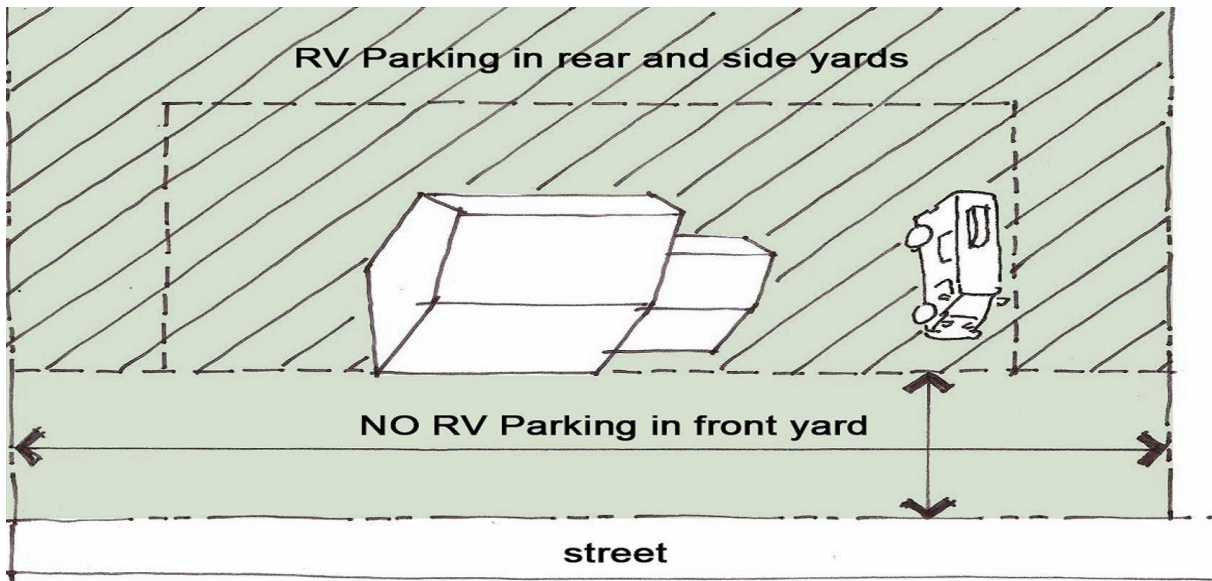 RV Parking in rear and side yards
NO RV Parking in front yard
street